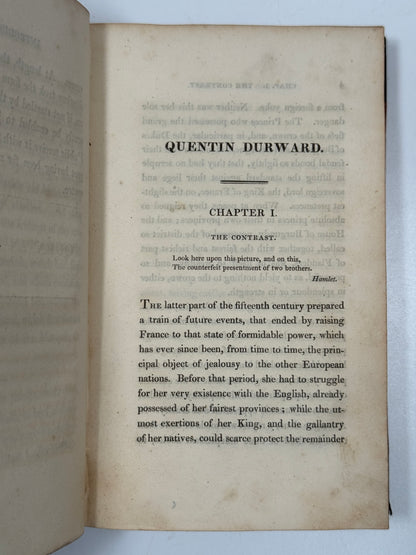 QUENTIN DURWARD.
CHAPTER I.
THE CONTRAST.
Look here upon this picture, and on this,
The counterfeit presentment of two brothers.
Hamlet.
THE latter part of the fifteenth century prepared
a train of future events, that ended by raising
France to that state of formidable power, which
has ever since been, from time to time, the prin-
cipal object of jealousy to the other European
nations. Before that period, she had to struggle
for her very existence with the English, already
possessed of her fairest provinces ; while the ut-
most exertions of her King, and the gallantry
of her natives, could scarce protect the remainder